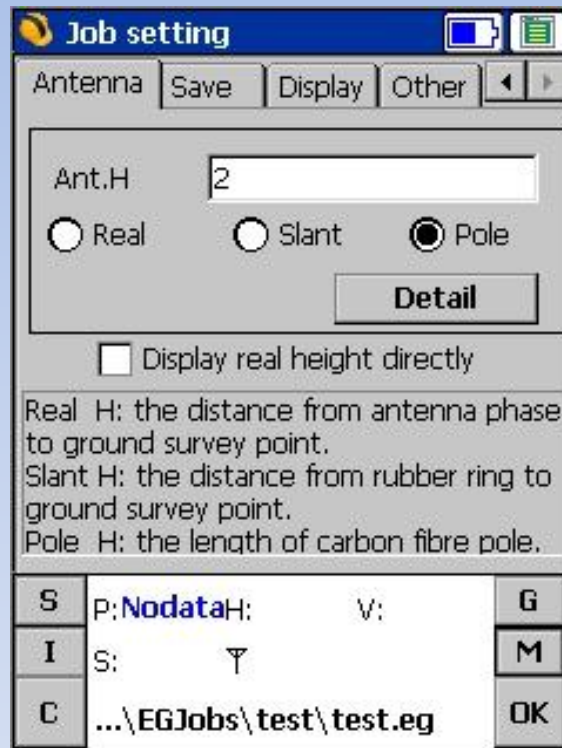 Job setting
Antenna Save Display Other
Ant.H 2
Real Slant Pole
Detail
Display real height directly
Real H: the distance from antenna phase
to ground survey point.
Slant H: the distance from rubber ring to
ground survey point.
Pole H: the length of carbon fibre pole.
S P:Nodata H: V: G
I S: M
C ...\EGJobs\test\test.eg OK